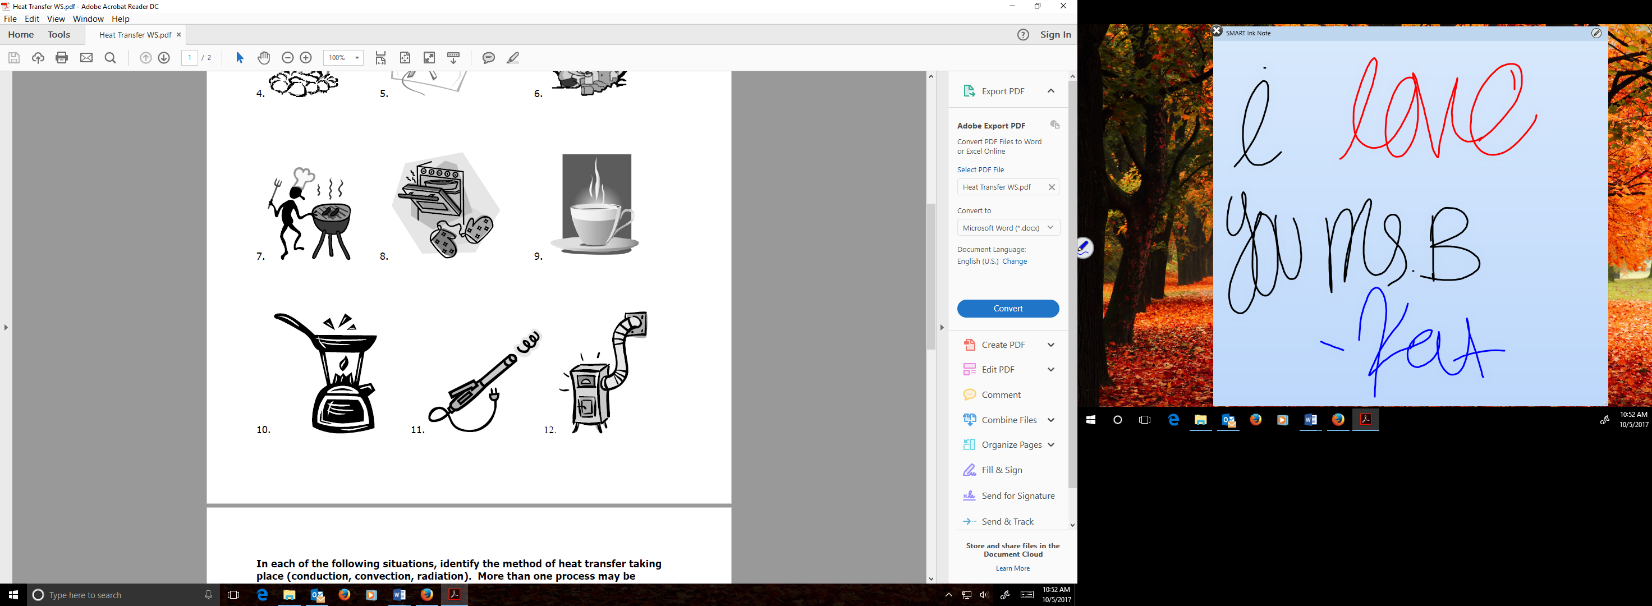 Heat Transfer WS.pdf - Adobe Acrobat Reader DC
File Edit View Window Help
Home Tools Heat Transfer WS.pdf × Sign In
1 / 2 100%
4. 5. 6.
7. 8. 9.
10. 11. 12.
In each of the following situations, identify the method of heat transfer taking
place (conduction, convection, radiation). More than one process may be
Export PDF
Adobe Export PDF
Convert PDF Files to Word
or Excel Online
Select PDF File
Heat Transfer WS.pdf ×
Convert to
Microsoft Word (*.docx)
Document Language:
English (U.S.) Change
Convert
Create PDF
Edit PDF
Comment
Combine Files
Organize Pages
Fill & Sign
Send for Signature
Send & Track
Store and share files in the
Document Cloud
Learn More
Type here to search
10:52 AM
10/5/2017
SMART Ink Note
i love
you Ms. B
- Kat
10:52 AM
10/5/2017